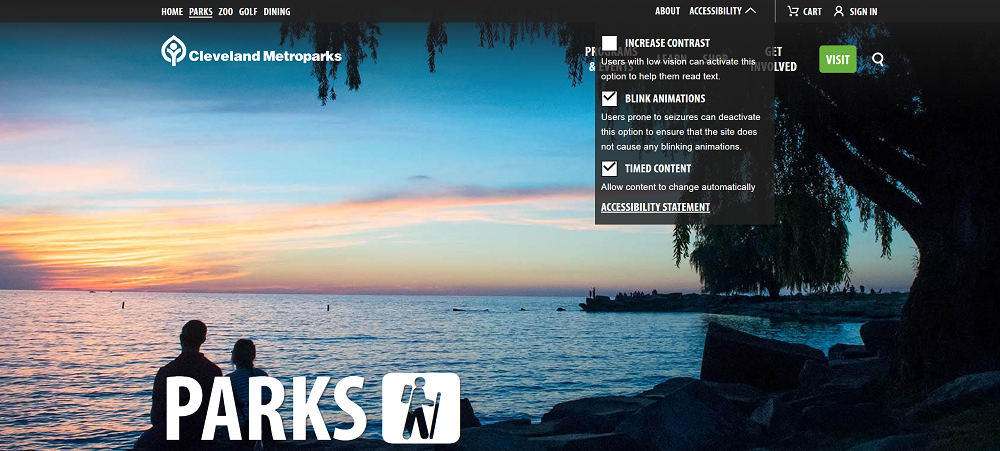 HOME PARKS ZOO GOLF DINING
ABOUT ACCESSIBILITY CART SIGN IN
Cleveland Metroparks
INCREASE CONTRAST
Users with low vision can activate this
option to help them read text.
BLINK ANIMATIONS
Users prone to seizures can deactivate
this option to ensure that the site does
not cause any blinking animations.
TIMED CONTENT
Allow content to change automatically
ACCESSIBILITY STATEMENT
PROGRAMS
& EVENTS
LEARN
SHOP
GET
INVOLVED
VISIT
PARKS